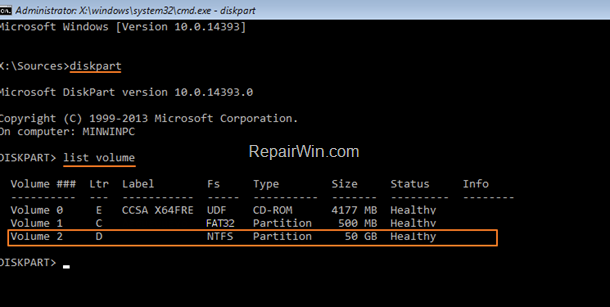 Administrator: X:\windows\system32\cmd.exe - diskpart
Microsoft Windows [Version 10.0.14393]
X:\Sources>diskpart
Microsoft DiskPart version 10.0.14393.0
Copyright (C) 1999-2013 Microsoft Corporation.
On computer: MINWINPC
DISKPART> list volume
RepairWin.com
Volume ### Ltr Label Fs Type Size Status Info
---------- --- ----------- ----- ---------- ------- --------- --------
Volume 0 E CCSA X64FRE UDF CD-ROM 4177 MB Healthy
Volume 1 C FAT32 Partition 500 MB Healthy
Volume 2 D NTFS Partition 50 GB Healthy
DISKPART> _